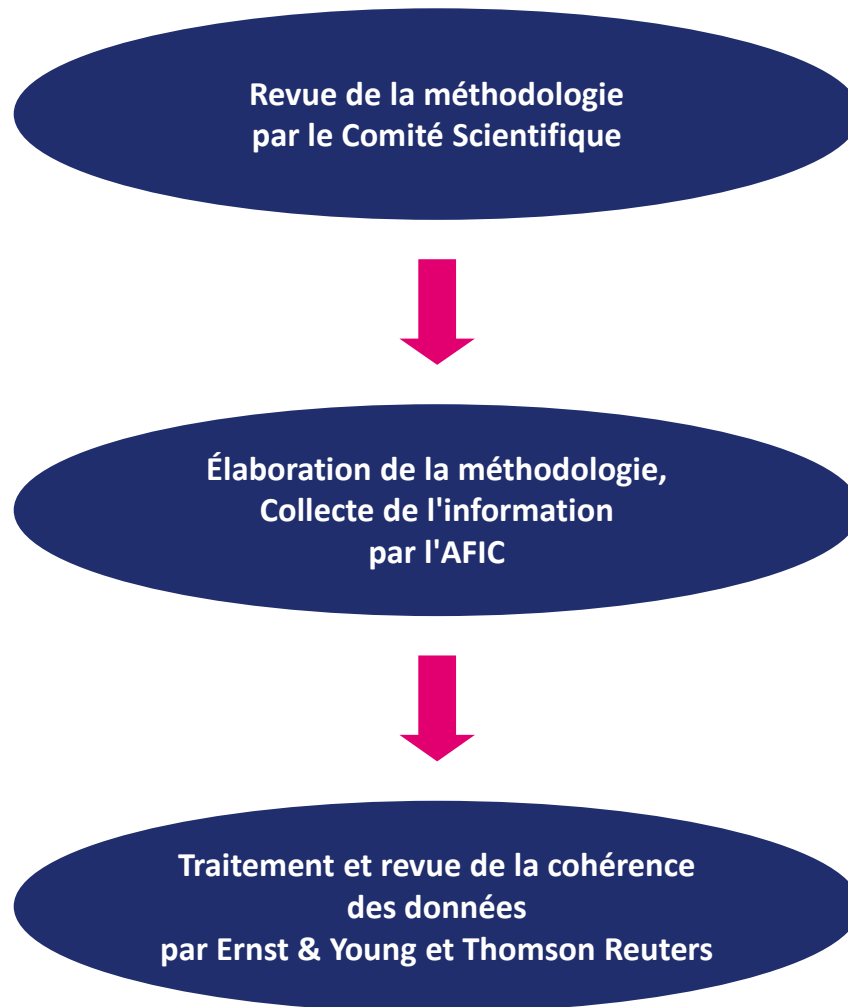 Revue de la méthodologie
par le Comité Scientifique
Élaboration de la méthodologie,
Collecte de l'information
par l'AFIC
Traitement et revue de la cohérence
des données
par Ernst & Young et Thomson Reuters